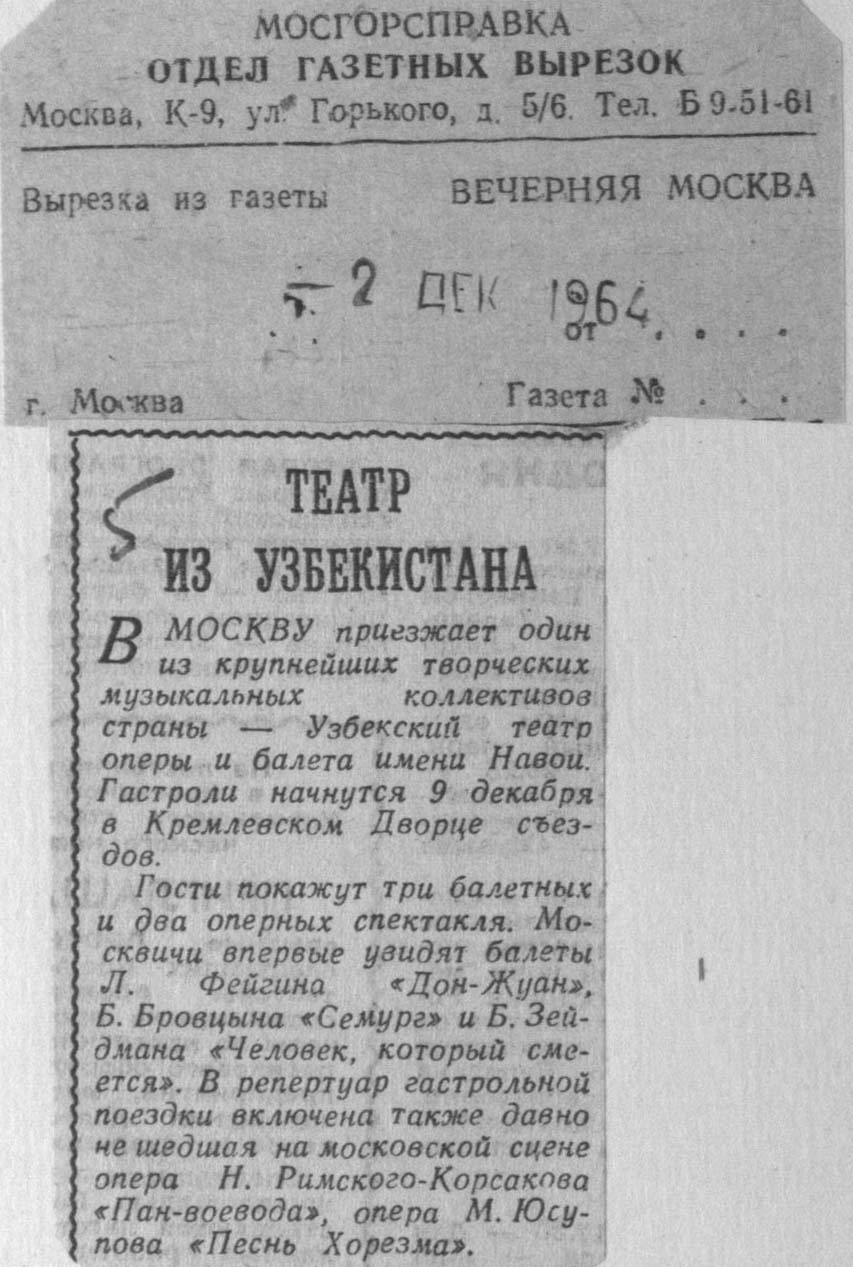 МОСГОРСПРАВКА
ОТДЕЛ ГАЗЕТНЫХ ВЫРЕЗОК
Москва, К-9, ул. Горького, д. 5/6. Тел. Б 9-51-61
Вырезка из газеты ВЕЧЕРНЯЯ МОСКВА
2 ДЕК 1964
от . . . .
г. Москва Газета № . . .
ТЕАТР
ИЗ УЗБЕКИСТАНА
В МОСКВУ приезжает один
из крупнейших творческих
музыкальных коллективов
страны — Узбекский театр
оперы и балета имени Навои.
Гастроли начнутся 9 декабря
в Кремлевском Дворце съез-
дов.
Гости покажут три балетных
и два оперных спектакля. Мо-
сквичи впервые увидят балеты
Л. Фейгина «Дон-Жуан»,
Б. Бровцына «Семург» и Б. Зей-
дмана «Человек, который сме-
ется». В репертуар гастрольной
поездки включена также давно
не шедшая на московской сцене
опера Н. Римского-Корсакова
«Пан-воевода», опера М. Юсу-
пова «Песнь Хорезма».